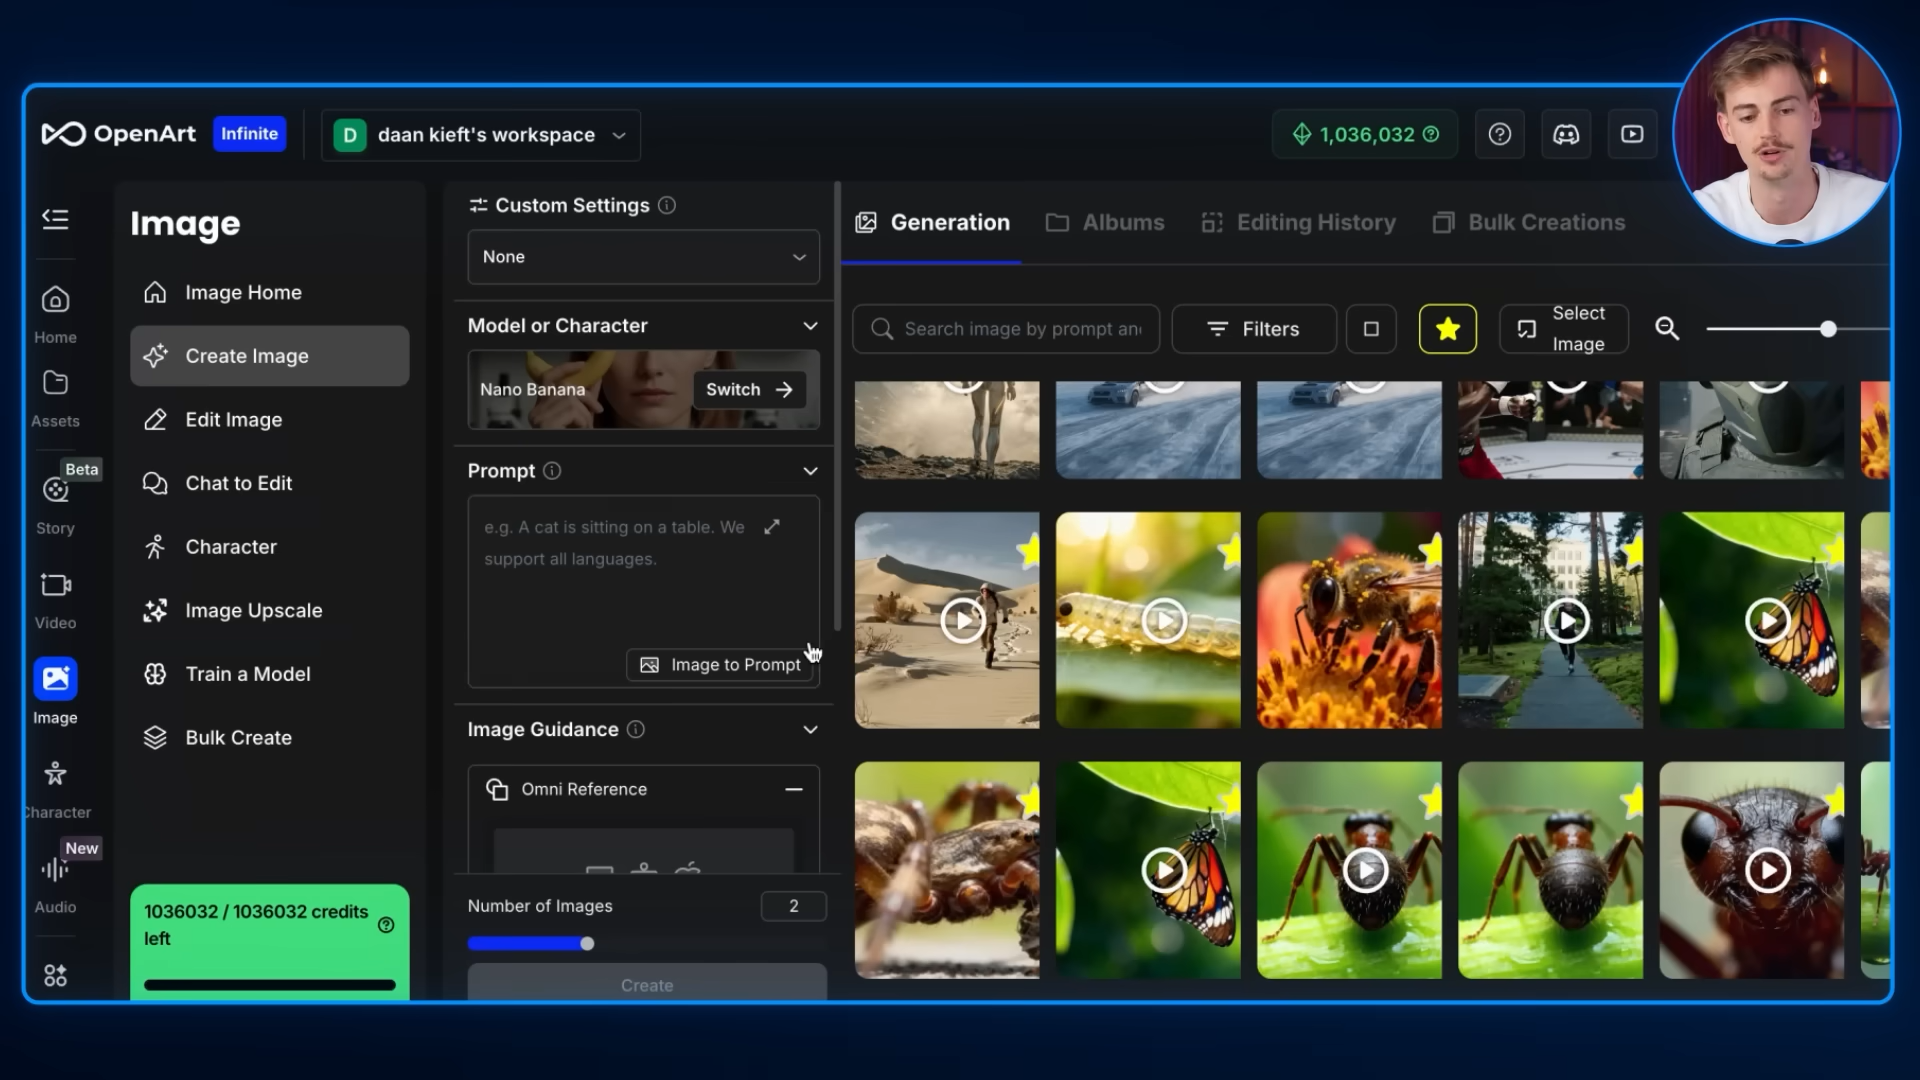 OpenArt
Infinite
D
daan kieft's workspace
1,036,032
Image
Image Home
Create Image
Edit Image
Chat to Edit
Character
Image Upscale
Train a Model
Bulk Create
1036032 / 1036032 credits
left
Home
Assets
Beta
Story
Video
Image
Character
New
Audio
Custom Settings
None
Model or Character
Nano Banana
Switch
Prompt
e.g. A cat is sitting on a table. We
support all languages.
Image to Prompt
Image Guidance
Omni Reference
Number of Images
2
Create
Generation
Albums
Editing History
Bulk Creations
Search image by prompt an
Filters
Select
Image